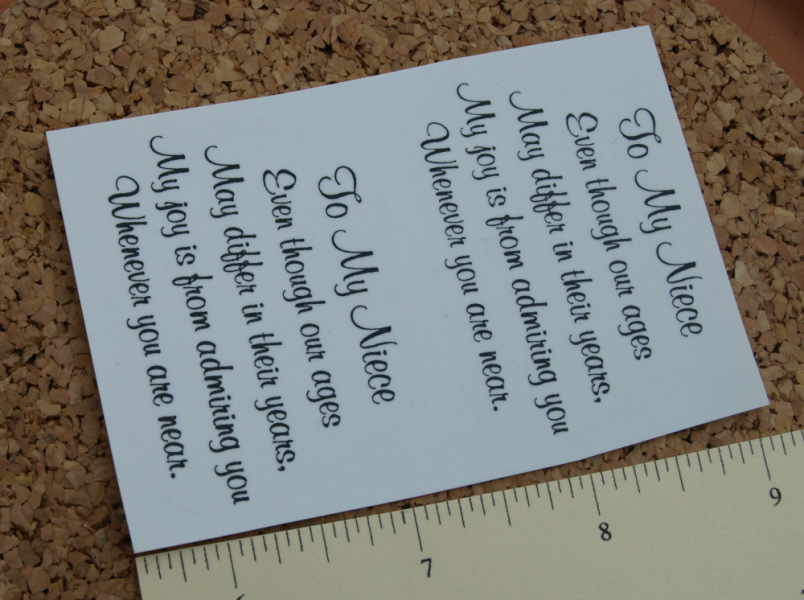 To My Niece
Even though our ages
May differ in their years,
My joy is from admiring you
Whenever you are near.
To My Niece
Even though our ages
May differ in their years,
My joy is from admiring you
Whenever you are near.
7
8
9